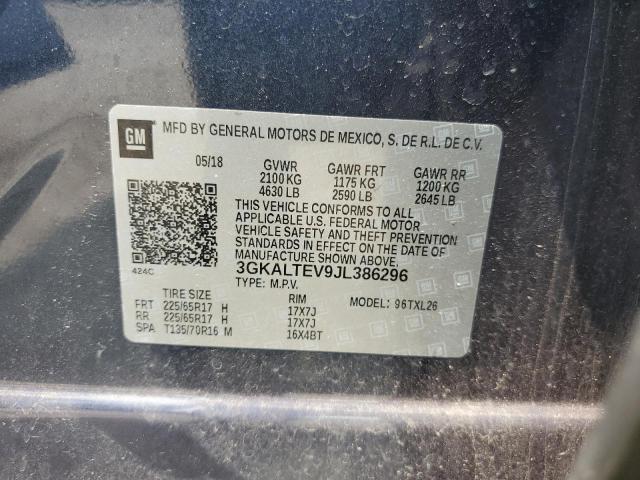 GM MFD BY GENERAL MOTORS DE MEXICO, S. DE R.L. DE C.V.
05/18 GVWR GAWR FRT GAWR RR
2100 KG 1175 KG 1200 KG
4630 LB 2590 LB 2645 LB
THIS VEHICLE CONFORMS TO ALL
APPLICABLE U.S. FEDERAL MOTOR
VEHICLE SAFETY AND THEFT PREVENTION
STANDARDS IN EFFECT ON THE DATE OF
MANUFACTURE SHOWN ABOVE.
424C 3GKALTEV9JL386296
TYPE: M.P.V.
TIRE SIZE RIM MODEL: 96TXL26
FRT 225/65R17 H 17X7J
RR 225/65R17 H 17X7J
SPA T135/70R16 M 16X4BT